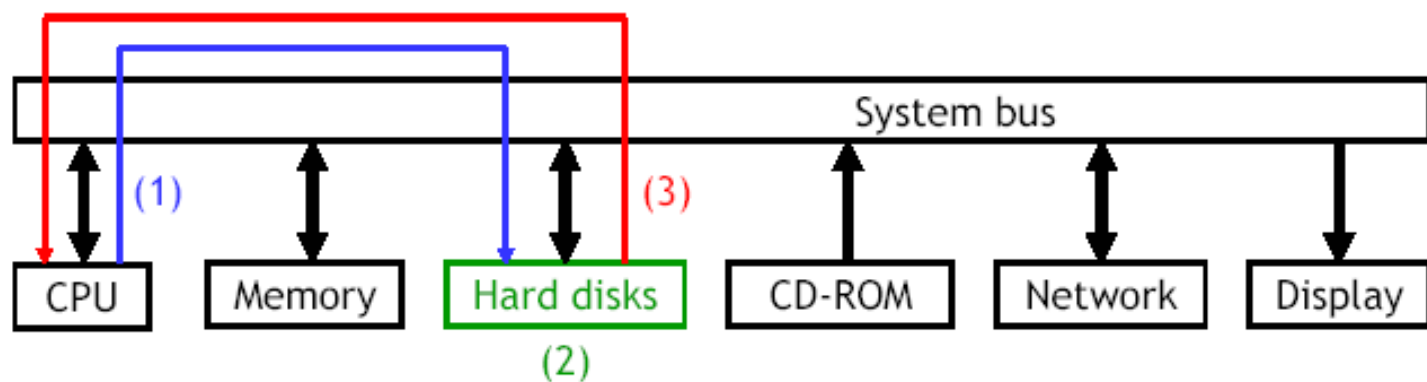 System bus
(1)
(3)
CPU
Memory
Hard disks
CD-ROM
Network
Display
(2)